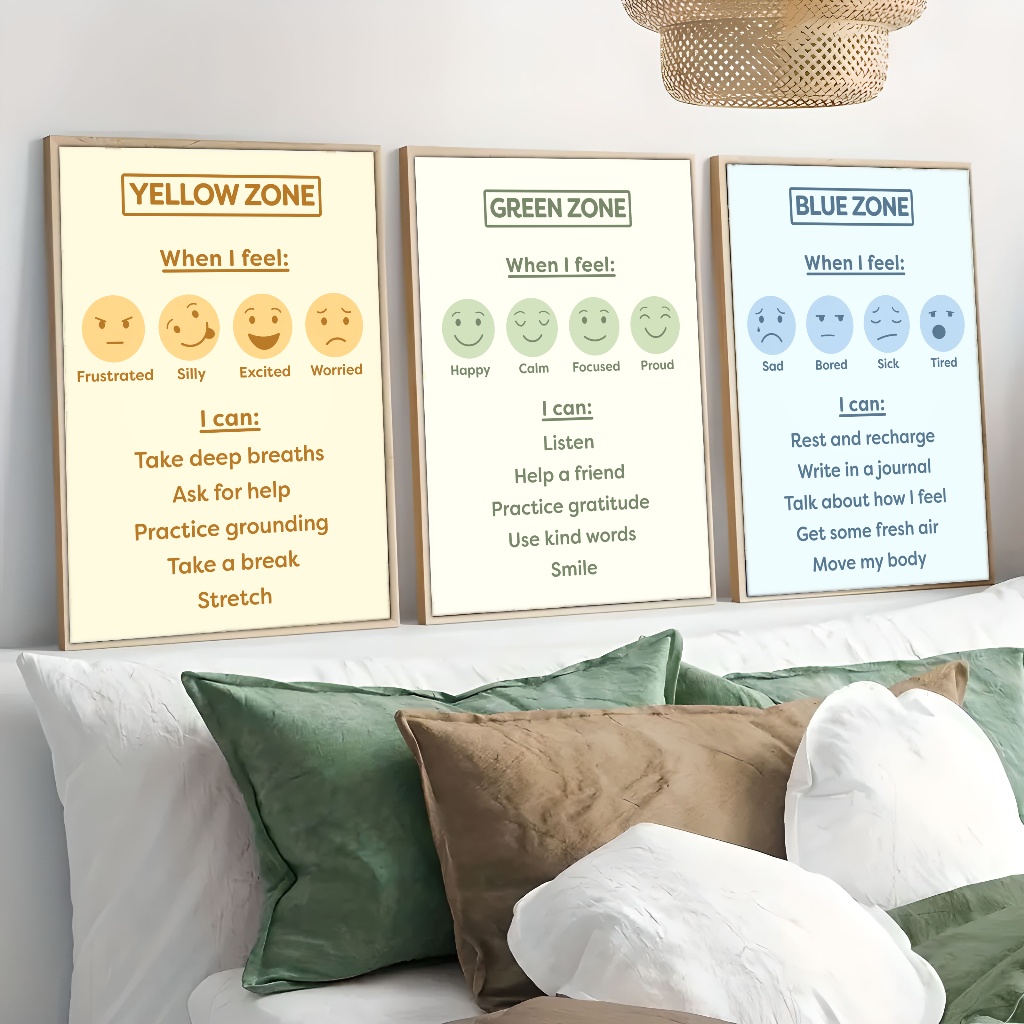 YELLOW ZONE
When I feel:
Frustrated Silly Excited Worried
I can:
Take deep breaths
Ask for help
Practice grounding
Take a break
Stretch
GREEN ZONE
When I feel:
Happy Calm Focused Proud
I can:
Listen
Help a friend
Practice gratitude
Use kind words
Smile
BLUE ZONE
When I feel:
Sad Bored Sick Tired
I can:
Rest and recharge
Write in a journal
Talk about how I feel
Get some fresh air
Move my body